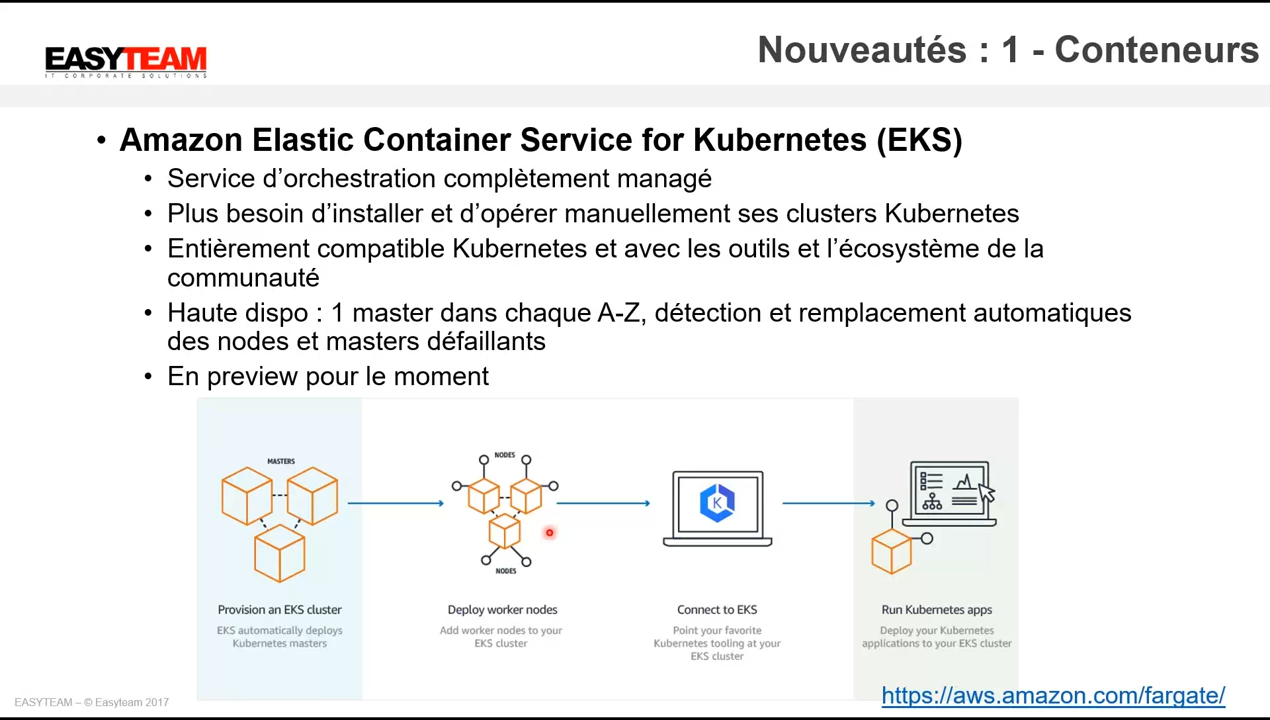 EASYTEAM
IT CORPORATE SOLUTIONS
Nouveautés : 1 - Conteneurs
• Amazon Elastic Container Service for Kubernetes (EKS)
• Service d’orchestration complètement managé
• Plus besoin d’installer et d’opérer manuellement ses clusters Kubernetes
• Entièrement compatible Kubernetes et avec les outils et l’écosystème de la
communauté
• Haute dispo : 1 master dans chaque A-Z, détection et remplacement automatiques
des nodes et masters défaillants
• En preview pour le moment
MASTERS
NODES
K
NODES
Provision an EKS cluster
EKS automatically deploys
Kubernetes masters
Deploy worker nodes
Add worker nodes to your
EKS cluster
Connect to EKS
Point your favorite
Kubernetes tooling at your
EKS cluster
Run Kubernetes apps
Deploy your Kubernetes
applications to your EKS cluster
EASYTEAM – © Easyteam 2017
https://aws.amazon.com/fargate/